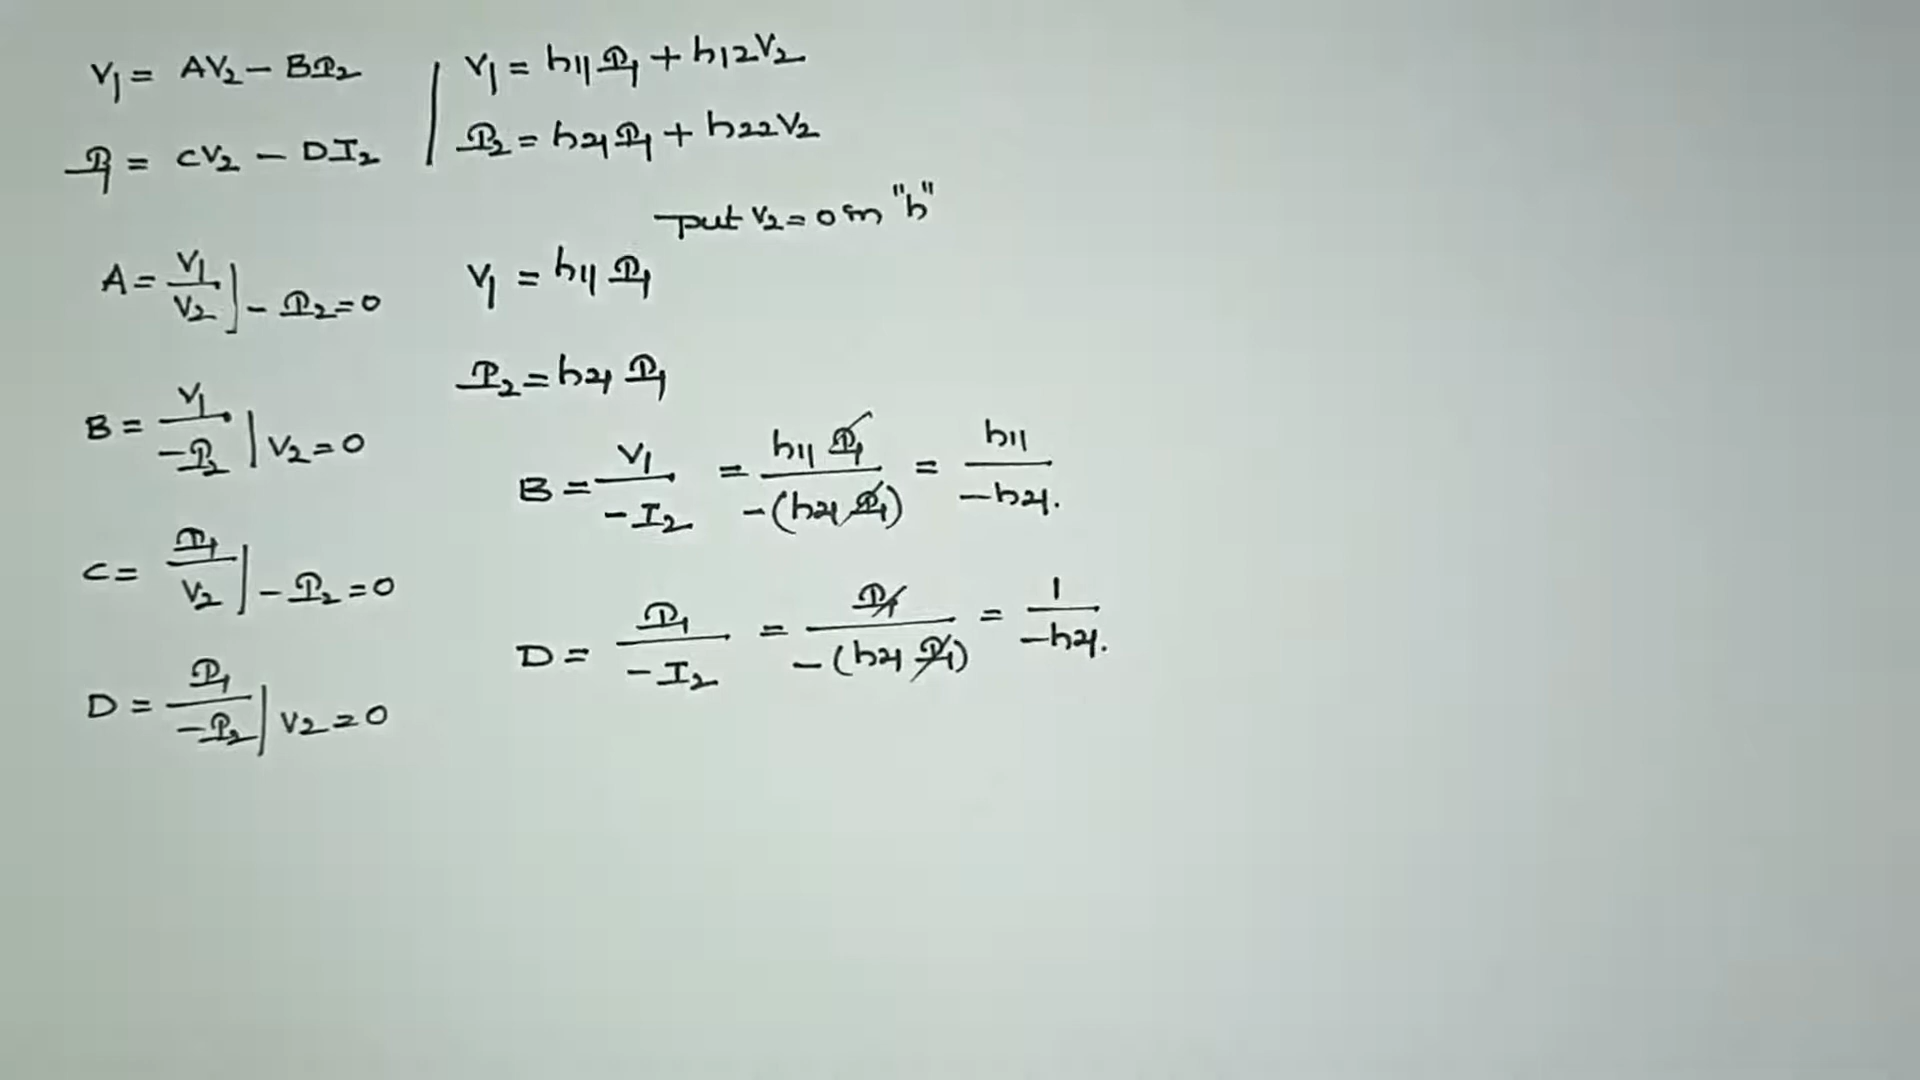 V1 = AV2 - BI2
I1 = CV2 - DI2
V1 = h11 I1 + h12 V2
I2 = h21 I1 + h22 V2
put V2 = 0 in "h"
A = V1/V2 | - I2 = 0
B = V1/-I2 | V2 = 0
C = I1/V2 | - I2 = 0
D = I1/-I2 | V2 = 0
V1 = h11 I1
I2 = h21 I1
B = V1/-I2 = h11 I1/-(h21 I1) = h11/-h21.
D = I1/-I2 = I1/-(h21 I1) = 1/-h21.